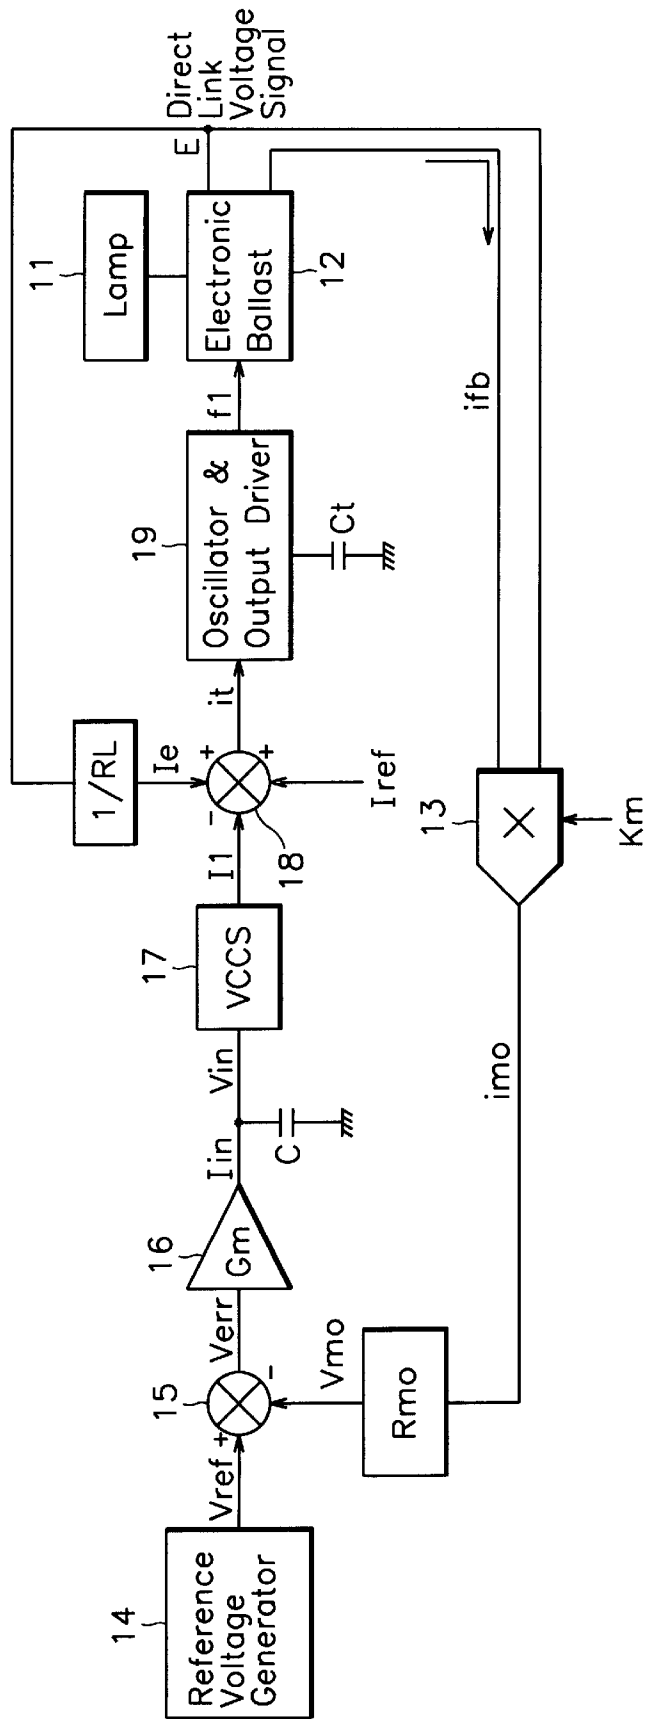 14
Reference
Voltage
Generator
Vref
+
15
-
Verr
16
Gm
Iin
C
Vin
17
VCCS
I1
-
18
1/RL
Ie
+
+
Iref
it
19
Oscillator &
Output Driver
Ct
f1
11
Lamp
Electronic
Ballast
12
E
Direct
Link
Voltage
Signal
ifb
13
×
Km
imo
Rmo
Vmo